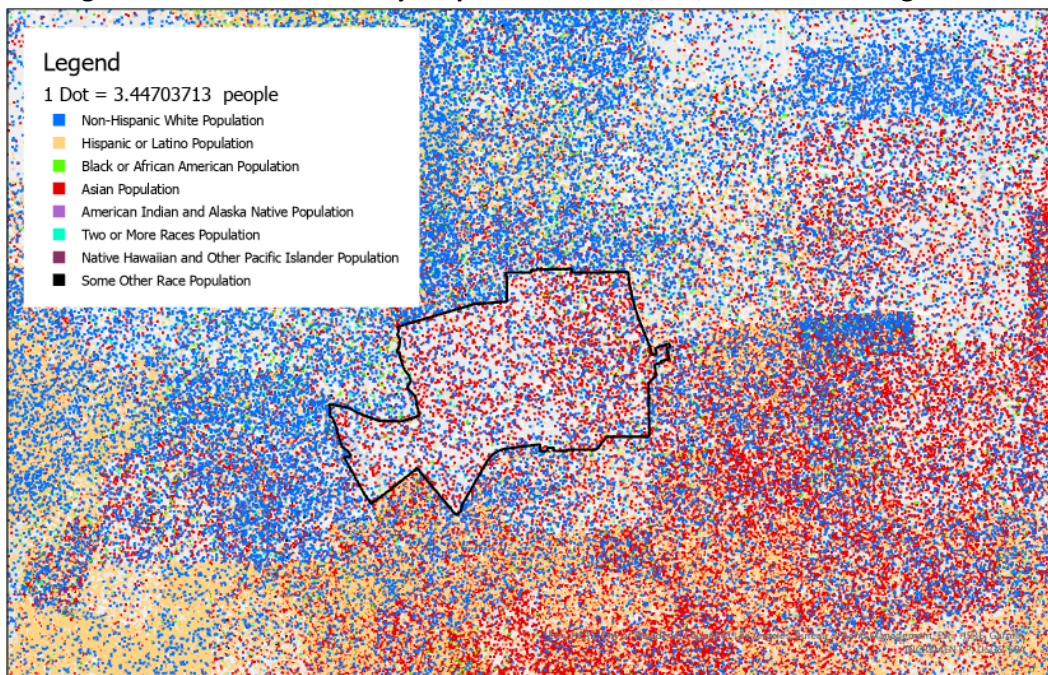 Legend
1 Dot = 3.44703713 people
Non-Hispanic White Population
Hispanic or Latino Population
Black or African American Population
Asian Population
American Indian and Alaska Native Population
Two or More Races Population
Native Hawaiian and Other Pacific Islander Population
Some Other Race Population